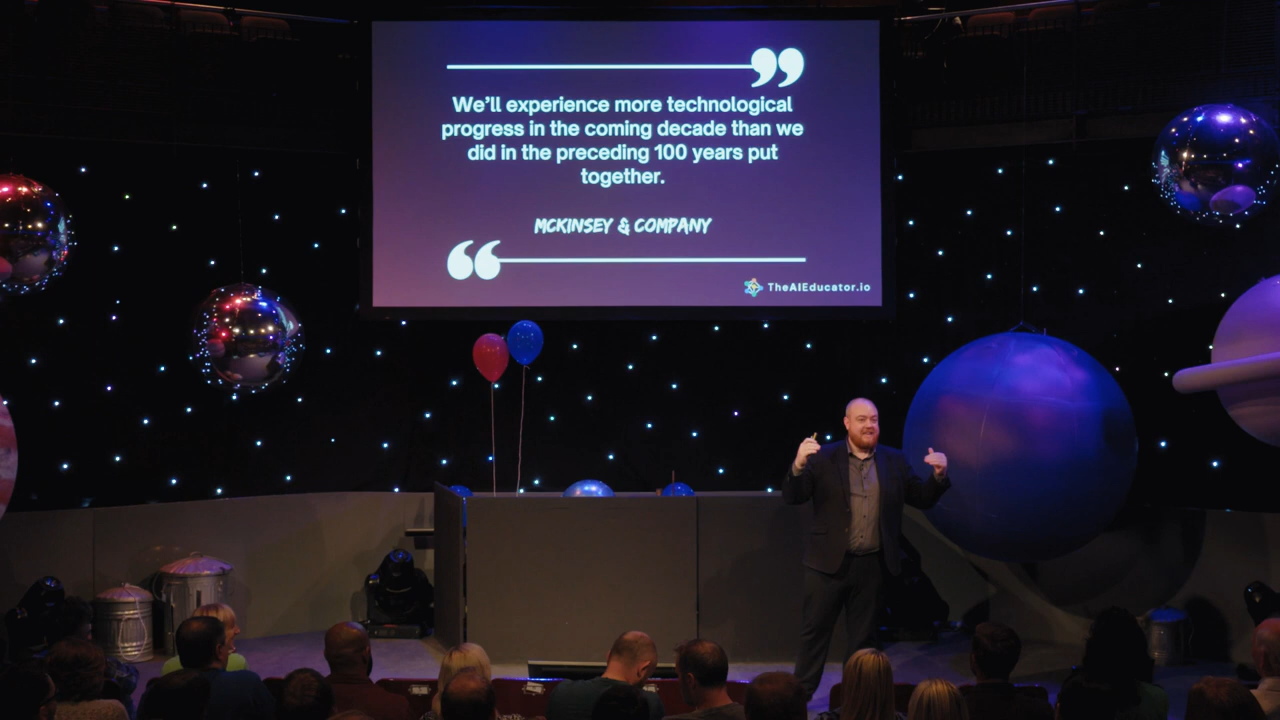 ”
We’ll experience more technological
progress in the coming decade than we
did in the preceding 100 years put
together.
MCKINSEY & COMPANY
“
TheAIEducator.io